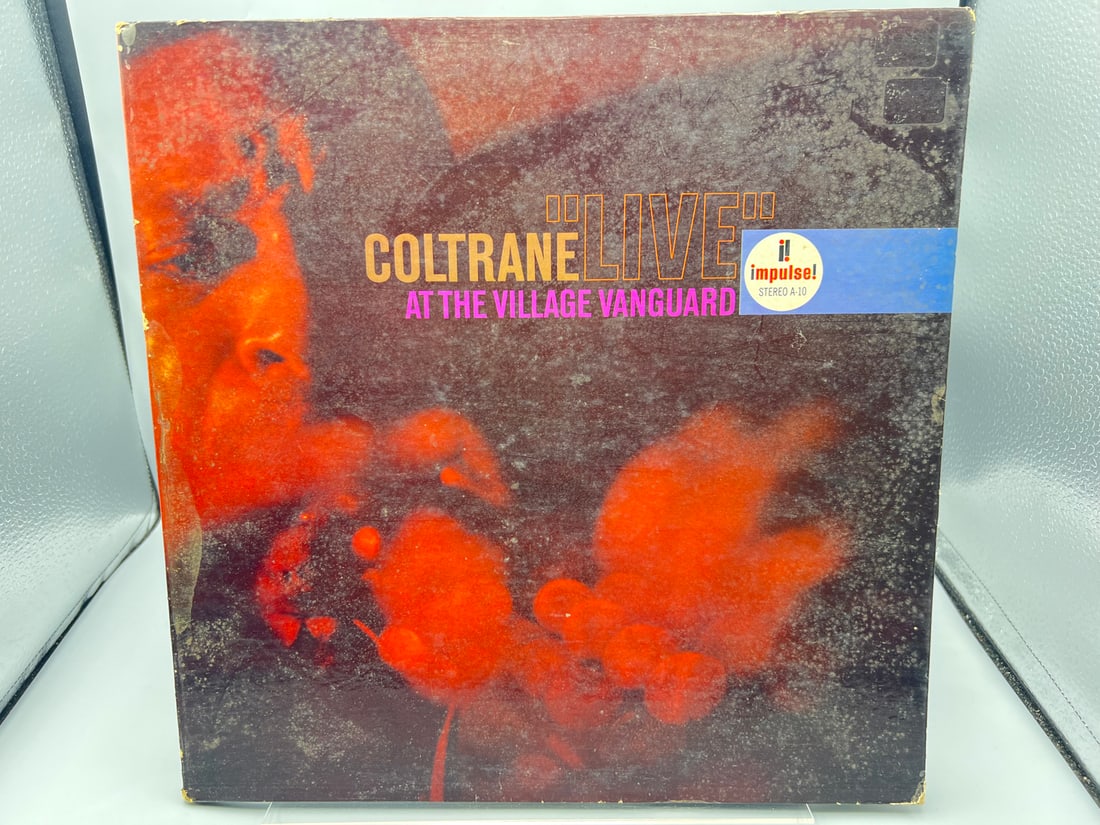 "LIVE"
COLTRANE
AT THE VILLAGE VANGUARD
i!
impulse!
STEREO A-10